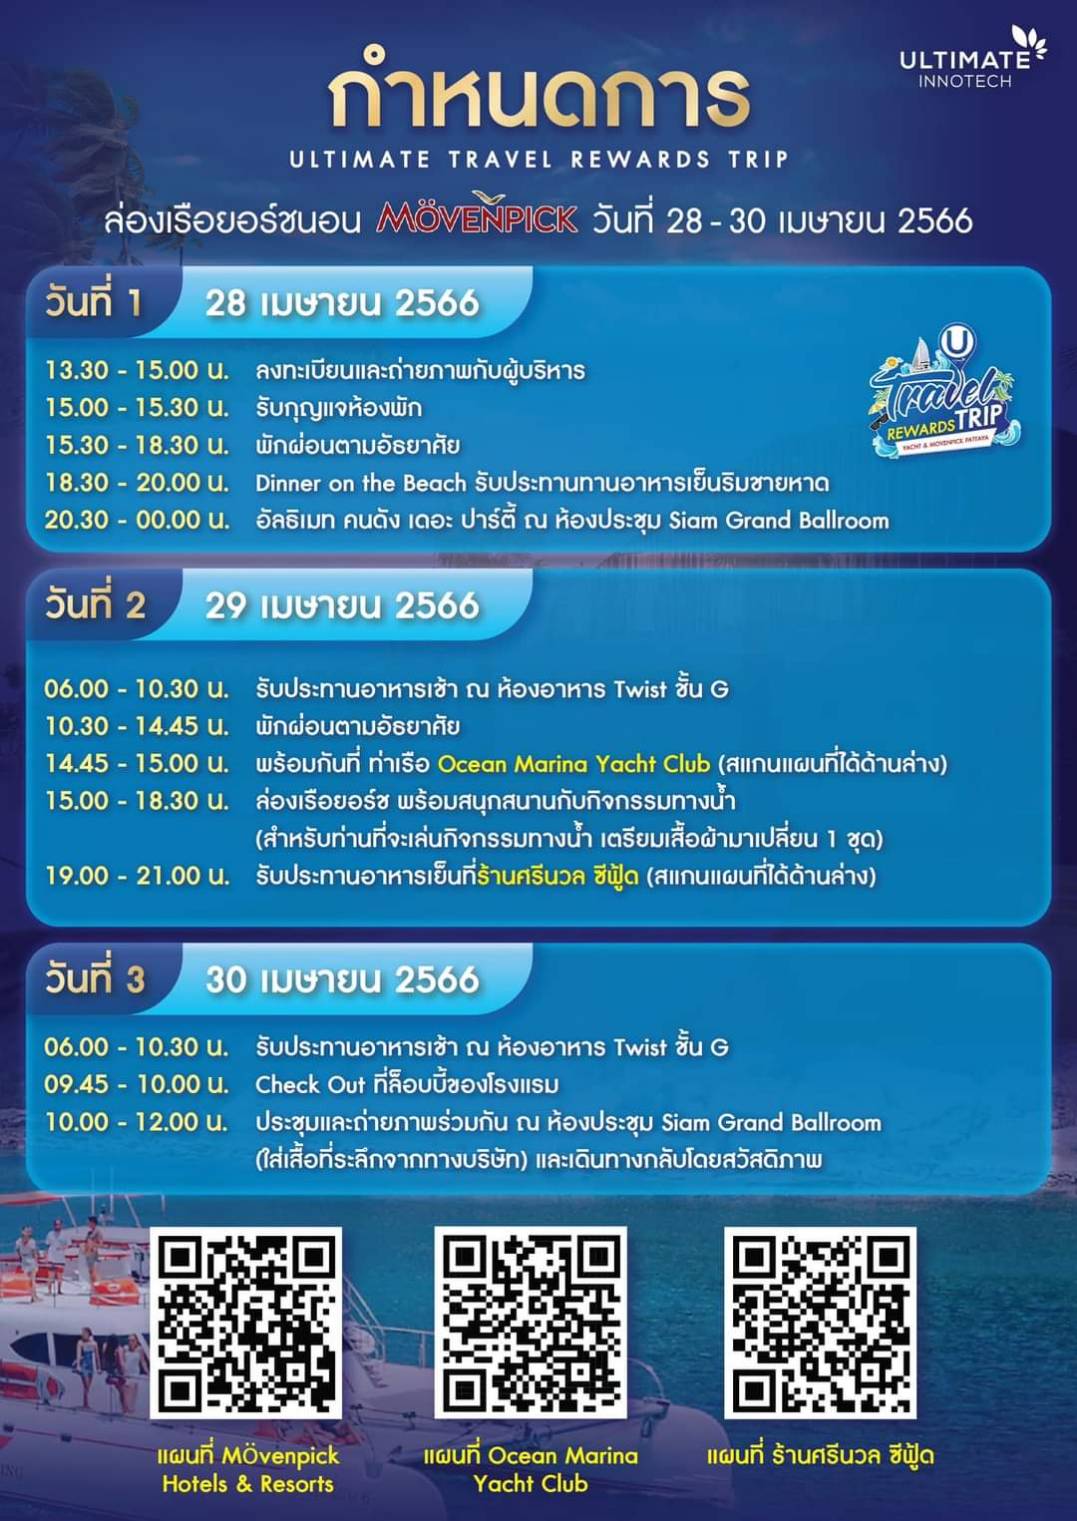 ULTIMATE
INNOTECH
กำหนดการ
ULTIMATE TRAVEL REWARDS TRIP
ล่องเรือยอร์ชนอน MÖVENPICK วันที่ 28 - 30 เมษายน 2566
วันที่ 1 28 เมษายน 2566
13.30 - 15.00 น. ลงทะเบียนและถ่ายภาพกับผู้บริหาร
15.00 - 15.30 น. รับกุญแจห้องพัก
15.30 - 18.30 น. พักผ่อนตามอัธยาศัย
18.30 - 20.00 น. Dinner on the Beach รับประทานทานอาหารเย็นริมชายหาด
20.30 - 00.00 น. อัลธิเมท คนดัง เดอะ ปาร์ตี้ ณ ห้องประชุม Siam Grand Ballroom
U
Travel
REWARDS TRIP
YACHT & MOVENPICK PATTAYA
วันที่ 2 29 เมษายน 2566
06.00 - 10.30 น. รับประทานอาหารเช้า ณ ห้องอาหาร Twist ชั้น G
10.30 - 14.45 น. พักผ่อนตามอัธยาศัย
14.45 - 15.00 น. พร้อมกันที่ ท่าเรือ Ocean Marina Yacht Club (สแกนแผนที่ได้ด้านล่าง)
15.00 - 18.30 น. ล่องเรือยอร์ช พร้อมสนุกสนานกับกิจกรรมทางน้ำ
(สำหรับท่านที่จะเล่นกิจกรรมทางน้ำ เตรียมเสื้อผ้ามาเปลี่ยน 1 ชุด)
19.00 - 21.00 น. รับประทานอาหารเย็นที่ร้านศรีนวล ซีฟู้ด (สแกนแผนที่ได้ด้านล่าง)
วันที่ 3 30 เมษายน 2566
06.00 - 10.30 น. รับประทานอาหารเช้า ณ ห้องอาหาร Twist ชั้น G
09.45 - 10.00 น. Check Out ที่ล็อบบี้ของโรงแรม
10.00 - 12.00 น. ประชุมและถ่ายภาพร่วมกัน ณ ห้องประชุม Siam Grand Ballroom
(ใส่เสื้อที่ระลึกจากทางบริษัท) และเดินทางกลับโดยสวัสดิภาพ
แผนที่ MÖvenpick
Hotels & Resorts
แผนที่ Ocean Marina
Yacht Club
แผนที่ ร้านศรีนวล ซีฟู้ด